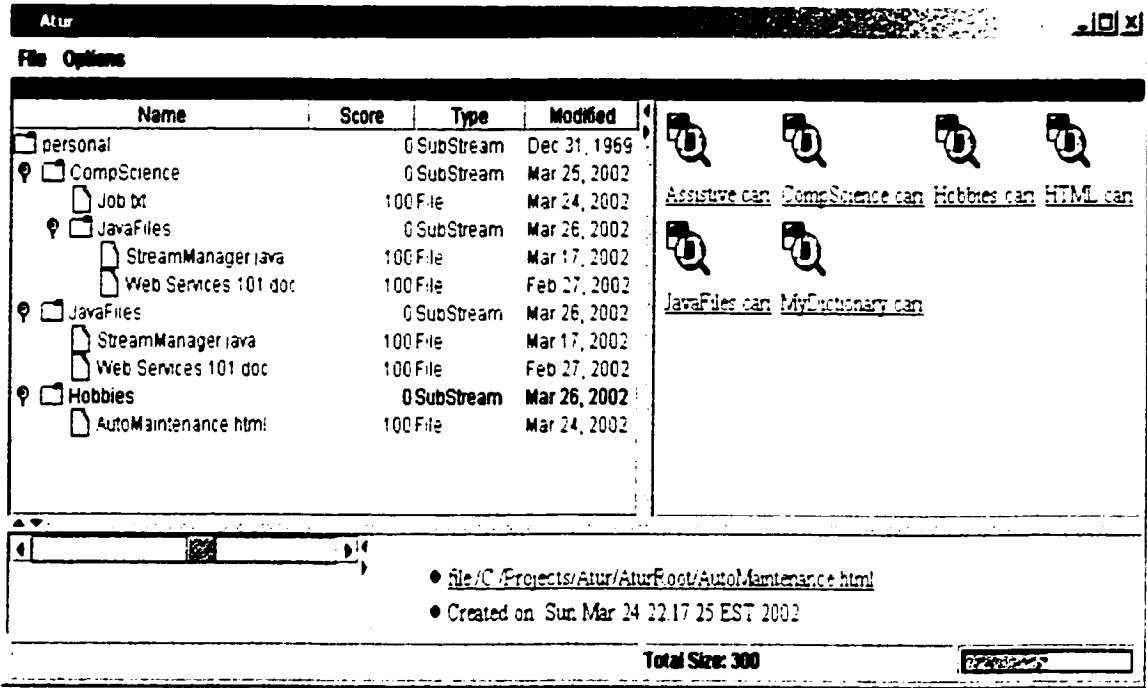 Atur
File Options
Name Score Type Modified
personal 0 SubStream Dec 31, 1969
CompScience 0 SubStream Mar 25, 2002
Job txt 100 File Mar 24, 2002
JavaFiles 0 SubStream Mar 26, 2002
StreamManager java 100 File Mar 17, 2002
Web Services 101 doc 100 File Feb 27, 2002
JavaFiles 0 SubStream Mar 26, 2002
StreamManager java 100 File Mar 17, 2002
Web Services 101 doc 100 File Feb 27, 2002
Hobbies 0 SubStream Mar 26, 2002
AutoMaintenance html 100 File Mar 24, 2002
Assistive can CompScience can Hobbies can HTML can
JavaFiles can MyDictionary can
file/C /Projects/Atur/AturRoot/AutoMaintenance html
Created on Sun Mar 24 22.17 25 EST 2002
Total Size: 300